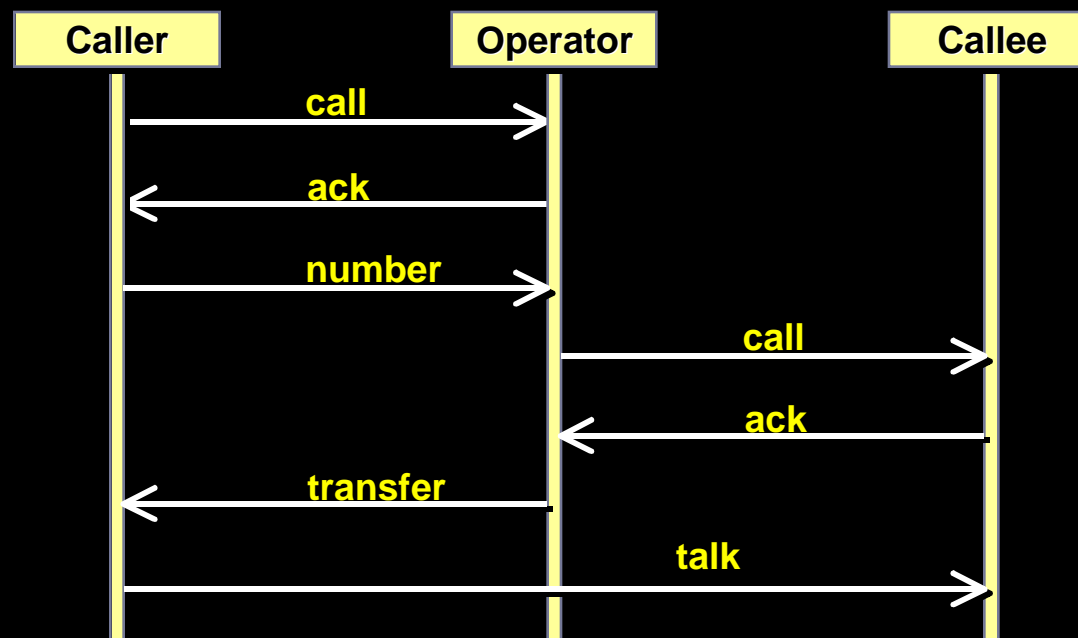 Caller Operator Callee
call
ack
number
call
ack
transfer
talk